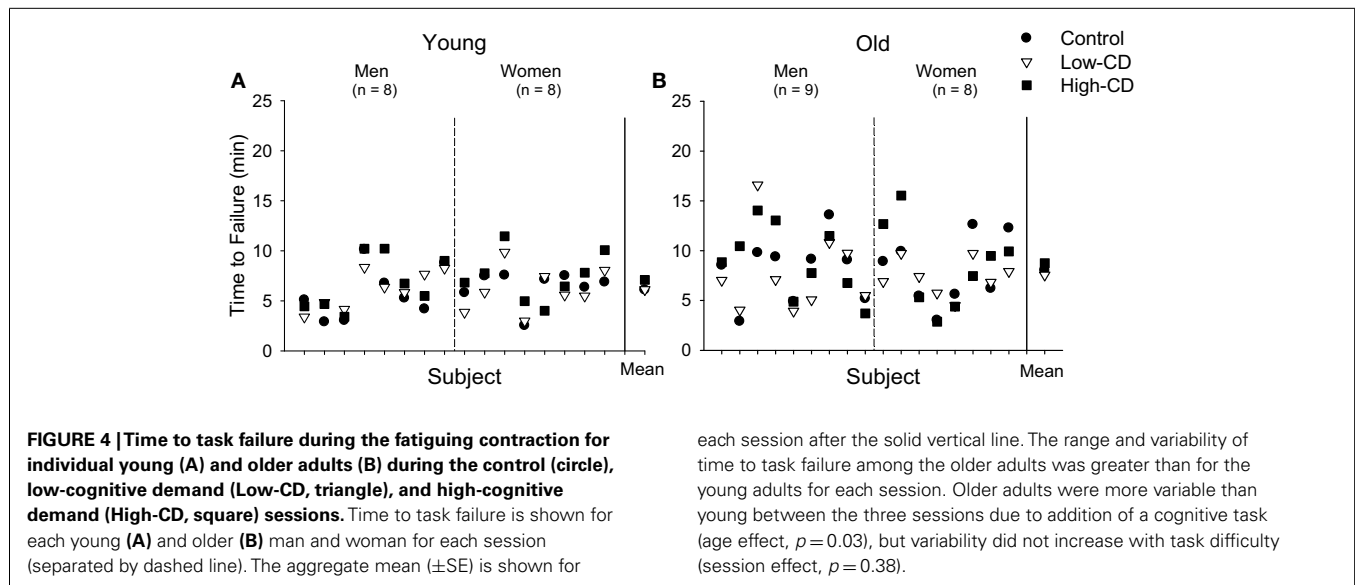 Young
Old
Control
Low-CD
High-CD
A
Men
(n = 8)
Women
(n = 8)
B
Men
(n = 9)
Women
(n = 8)
Time to Failure (min)
25
20
15
10
5
0
25
20
15
10
5
0
Subject
Mean
Subject
Mean
FIGURE 4 | Time to task failure during the fatiguing contraction for
individual young (A) and older adults (B) during the control (circle),
low-cognitive demand (Low-CD, triangle), and high-cognitive
demand (High-CD, square) sessions. Time to task failure is shown for
each young (A) and older (B) man and woman for each session
(separated by dashed line). The aggregate mean (±SE) is shown for
each session after the solid vertical line. The range and variability of
time to task failure among the older adults was greater than for the
young adults for each session. Older adults were more variable than
young between the three sessions due to addition of a cognitive task
(age effect, p = 0.03), but variability did not increase with task difficulty
(session effect, p = 0.38).